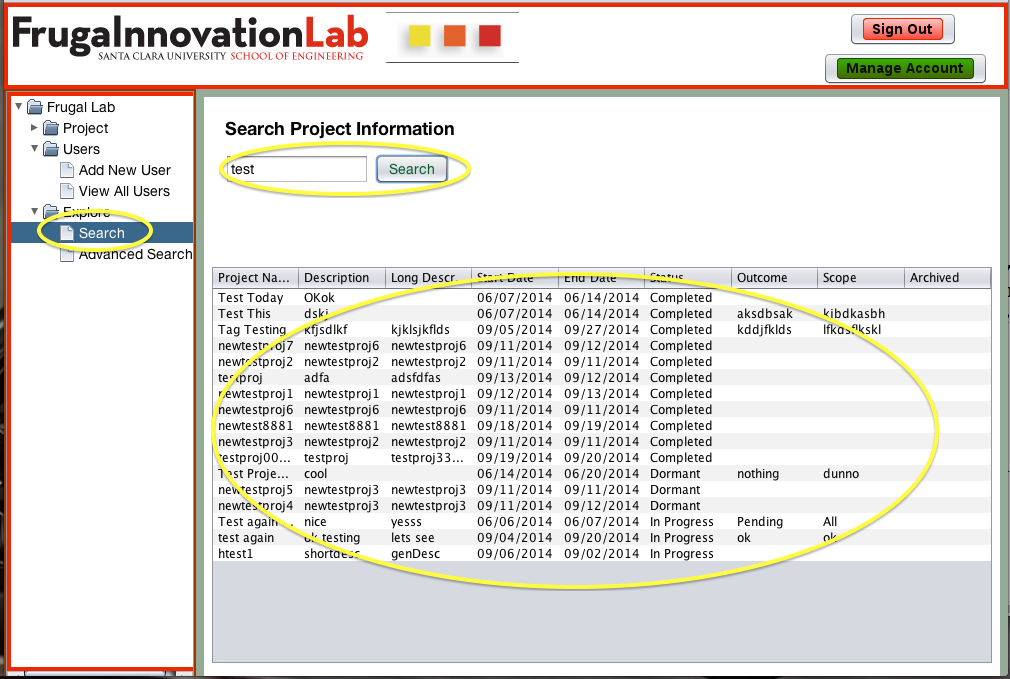 FrugalInnovationLab
SANTA CLARA UNIVERSITY SCHOOL OF ENGINEERING
Sign Out
Manage Account
Frugal Lab
Project
Users
Add New User
View All Users
Explore
Search
Advanced Search
Search Project Information
test Search
Project Na... Description Long Descr Start Date End Date Status Outcome Scope Archived
Test Today OKok 06/07/2014 06/14/2014 Completed
Test This dskj 06/07/2014 06/14/2014 Completed aksdbsak kjbdkasbh
Tag Testing kfjsdlkf kjklsjkflds 09/05/2014 09/27/2014 Completed kddjfklds lfkdsflkskl
newtestproj7 newtestproj6 newtestproj6 09/11/2014 09/12/2014 Completed
newtestproj2 newtestproj2 newtestproj2 09/11/2014 09/11/2014 Completed
testproj adfa adsfdfas 09/13/2014 09/12/2014 Completed
newtestproj1 newtestproj1 newtestproj1 09/12/2014 09/13/2014 Completed
newtestproj6 newtestproj6 newtestproj6 09/11/2014 09/11/2014 Completed
newtest8881 newtest8881 newtest8881 09/18/2014 09/19/2014 Completed
newtestproj3 newtestproj2 newtestproj2 09/11/2014 09/11/2014 Completed
testproj00... testproj testproj33... 09/19/2014 09/20/2014 Completed
Test Proje... cool 06/14/2014 06/20/2014 Dormant nothing dunno
newtestproj5 newtestproj3 newtestproj3 09/11/2014 09/11/2014 Dormant
newtestproj4 newtestproj3 newtestproj3 09/11/2014 09/11/2014 Dormant
Test again... nice yesss 06/06/2014 06/07/2014 In Progress Pending All
test again ok testing lets see 09/04/2014 09/20/2014 In Progress ok ok
htest1 shortdesc genDesc 09/06/2014 09/02/2014 In Progress